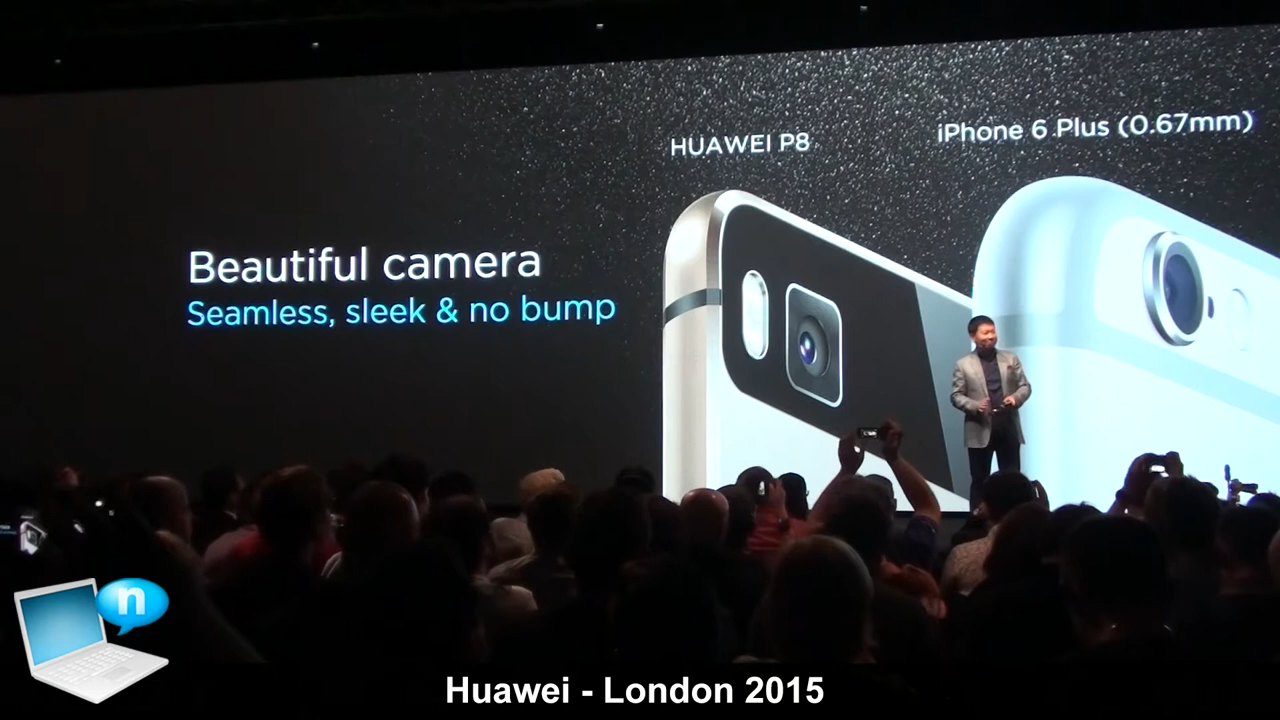 HUAWEI P8
iPhone 6 Plus (0.67mm)
Beautiful camera
Seamless, sleek & no bump
n
Huawei - London 2015